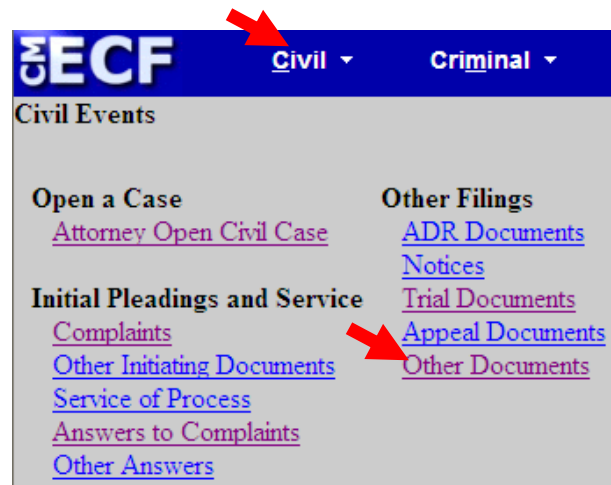 CM ECF Civil Criminal
Civil Events
Open a Case
Attorney Open Civil Case
Initial Pleadings and Service
Complaints
Other Initiating Documents
Service of Process
Answers to Complaints
Other Answers
Other Filings
ADR Documents
Notices
Trial Documents
Appeal Documents
Other Documents